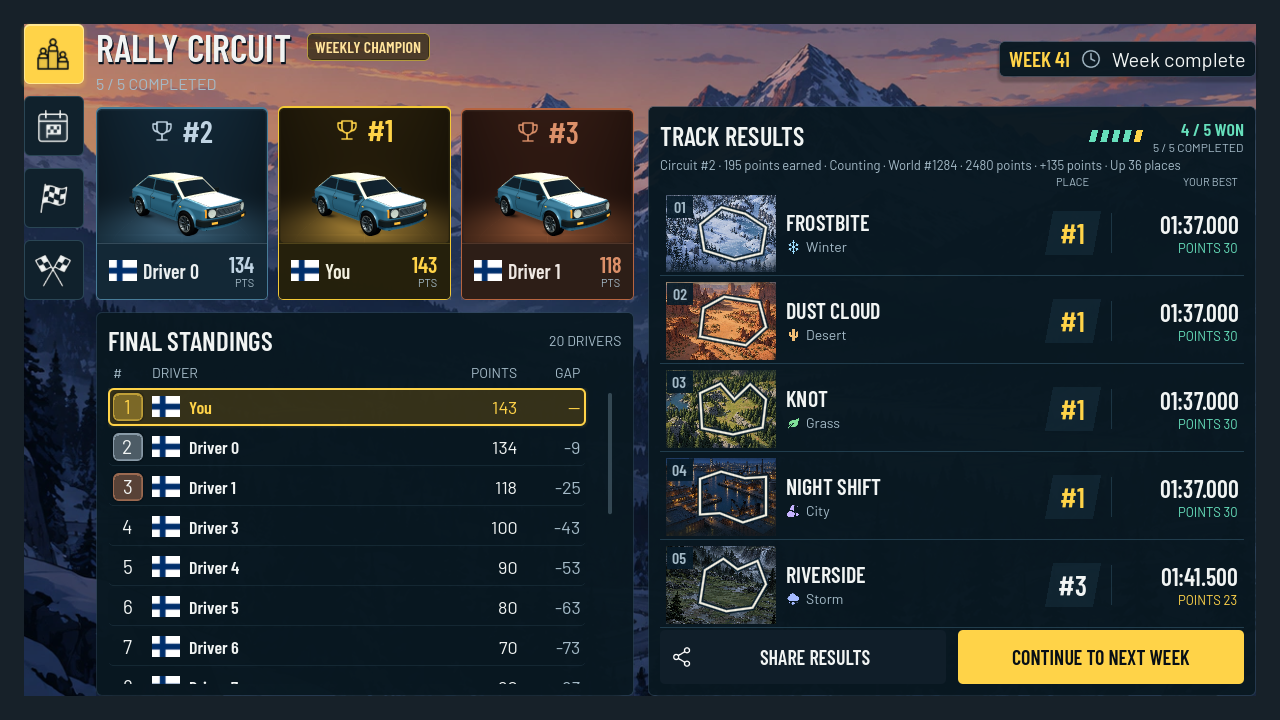 RALLY CIRCUIT
WEEKLY CHAMPION
5 / 5 COMPLETED
WEEK 41 Week complete
#2
Driver 0 134 PTS
#1
You 143 PTS
#3
Driver 1 118 PTS
FINAL STANDINGS 20 DRIVERS
# DRIVER POINTS GAP
1 You 143 —
2 Driver 0 134 -9
3 Driver 1 118 -25
4 Driver 3 100 -43
5 Driver 4 90 -53
6 Driver 5 80 -63
7 Driver 6 70 -73
TRACK RESULTS
4 / 5 WON
5 / 5 COMPLETED
Circuit #2 · 195 points earned · Counting · World #1284 · 2480 points · +135 points · Up 36 places
PLACE YOUR BEST
01 FROSTBITE #1 01:37.000
Winter POINTS 30
02 DUST CLOUD #1 01:37.000
Desert POINTS 30
03 KNOT #1 01:37.000
Grass POINTS 30
04 NIGHT SHIFT #1 01:37.000
City POINTS 30
05 RIVERSIDE #3 01:41.500
Storm POINTS 23
SHARE RESULTS
CONTINUE TO NEXT WEEK